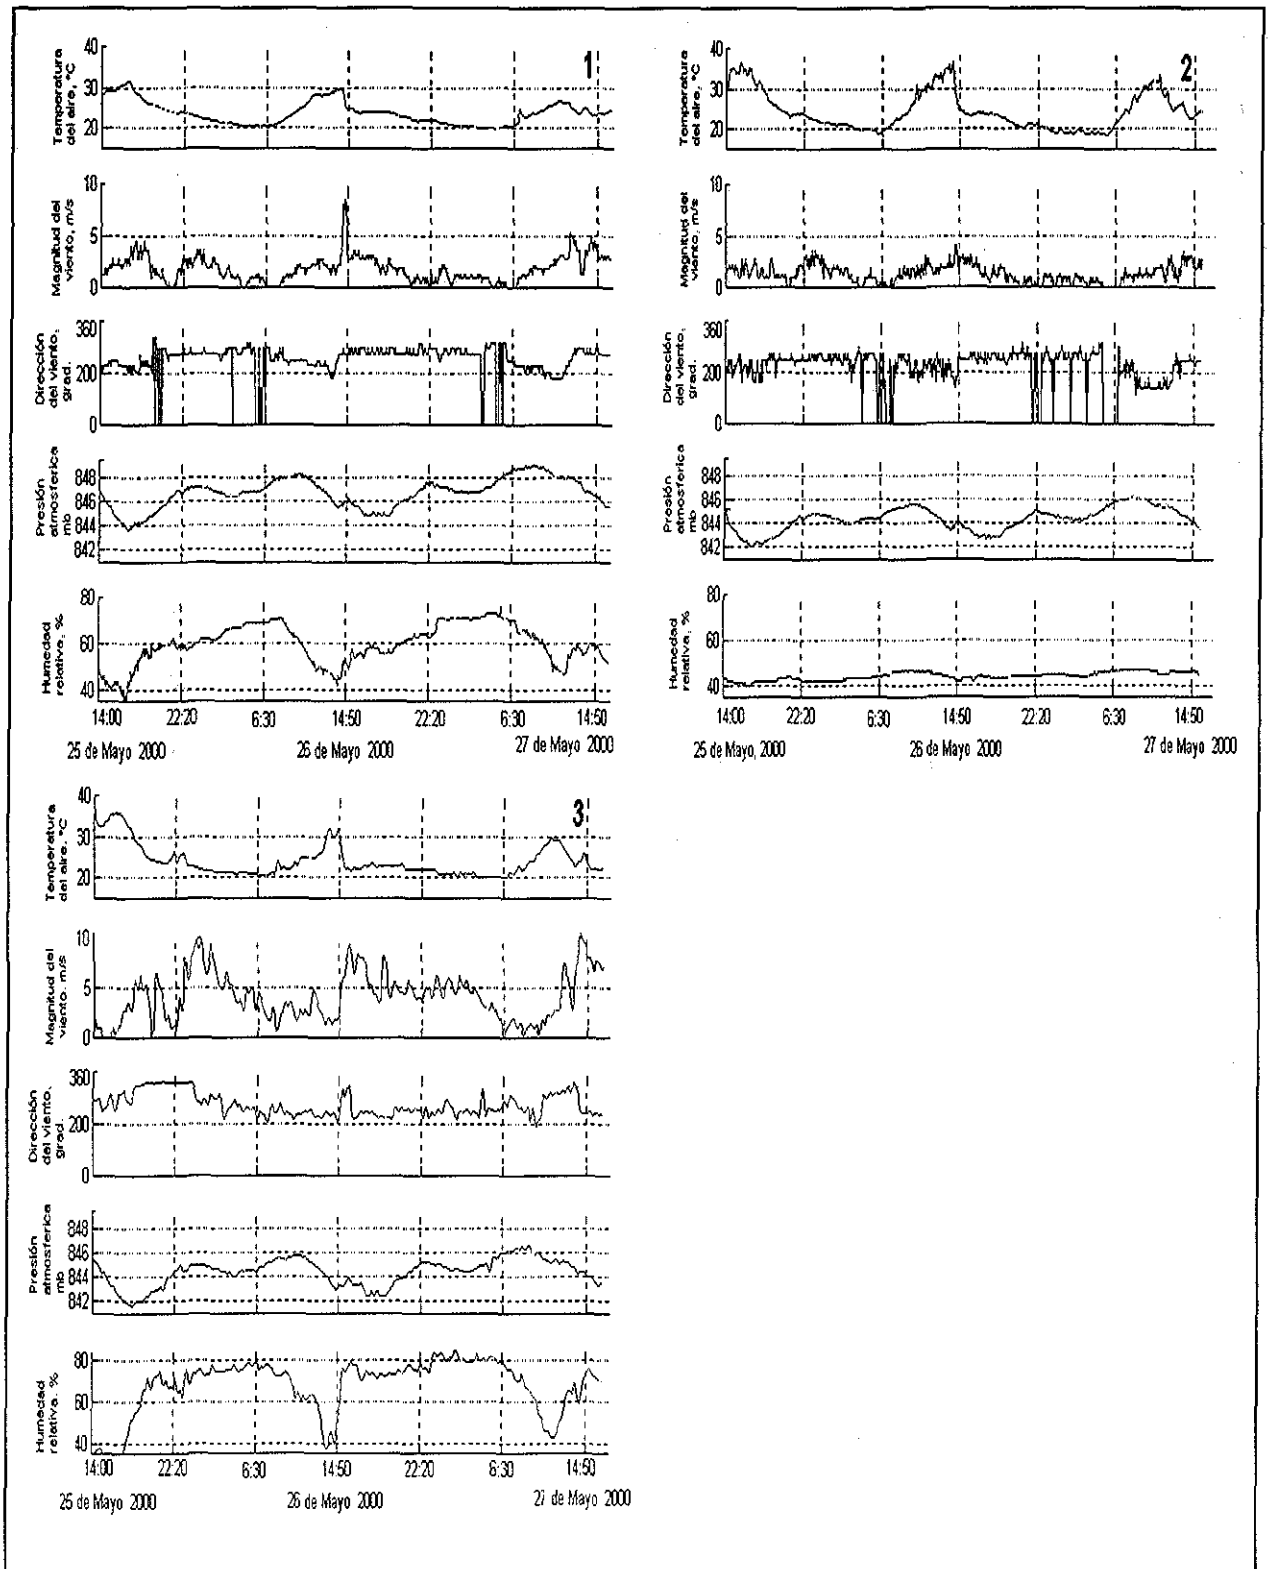 1
Temperatura
del aire, °C
40
30
20
Magnitud del
viento, m/s
10
5
0
Dirección
del viento,
grad.
360
200
0
Presión
atmosferica
mb
848
846
844
842
Humedad
relativa, %
80
60
40
14:00 22:20 6:30 14:50 22:20 6:30 14:50
25 de Mayo 2000 26 de Mayo 2000 27 de Mayo 2000
2
Temperatura
del aire, °C
40
30
20
Magnitud del
viento, m/s
10
5
0
Dirección
del viento,
grad.
360
200
0
Presión
atmosferica
mb
848
846
844
842
Humedad
relativa, %
80
60
40
14:00 22:20 6:30 14:50 22:20 6:30 14:50
25 de Mayo, 2000 26 de Mayo 2000 27 de Mayo 2000
3
Temperatura
del aire, °C
40
30
20
Magnitud del
viento, m/s
10
5
0
Dirección
del viento,
grad.
360
200
0
Presión
atmosferica
mb
848
846
844
842
Humedad
relativa, %
80
60
40
14:00 22:20 6:30 14:50 22:20 6:30 14:50
25 de Mayo 2000 26 de Mayo 2000 27 de Mayo 2000